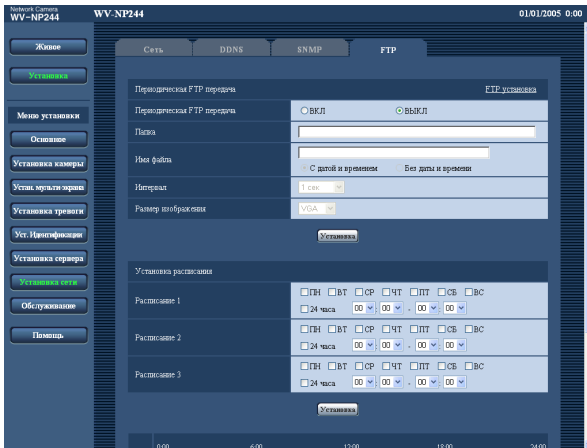 Network Camera
WV-NP244
WV-NP244
01/01/2005 0:00
Живое
Установка
Меню установки
Основное
Установка камеры
Устан. мульти-экрана
Установка тревоги
Уст. Идентификации
Установка сервера
Установка сети
Обслуживание
Помощь
Сеть DDNS SNMP FTP
Периодическая FTP передача FTP установка
Периодическая FTP передача ВКЛ ВЫКЛ
Папка
Имя файла
С датой и временем Без даты и времени
Интервал 1 сек
Размер изображения VGA
Установка
Установка расписания
Расписание 1 ПН ВТ СР ЧТ ПТ СБ ВС
24 часа 00 : 00 - 00 : 00
Расписание 2 ПН ВТ СР ЧТ ПТ СБ ВС
24 часа 00 : 00 - 00 : 00
Расписание 3 ПН ВТ СР ЧТ ПТ СБ ВС
24 часа 00 : 00 - 00 : 00
Установка
0:00 6:00 12:00 18:00 24:00